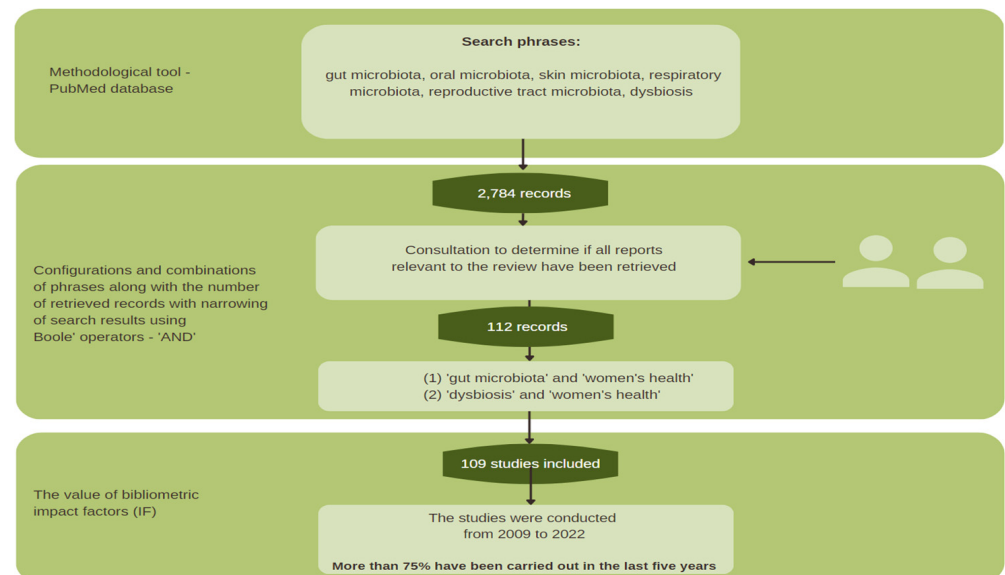 Methodological tool -
PubMed database
Search phrases:
gut microbiota, oral microbiota, skin microbiota, respiratory
microbiota, reproductive tract microbiota, dysbiosis
2,784 records
Configurations and combinations
of phrases along with the number
of retrieved records with narrowing
of search results using
Boole' operators - 'AND'
Consultation to determine if all reports
relevant to the review have been retrieved
112 records
(1) 'gut microbiota' and 'women's health'
(2) 'dysbiosis' and 'women's health'
109 studies included
The value of bibliometric
impact factors (IF)
The studies were conducted
from 2009 to 2022
More than 75% have been carried out in the last five years